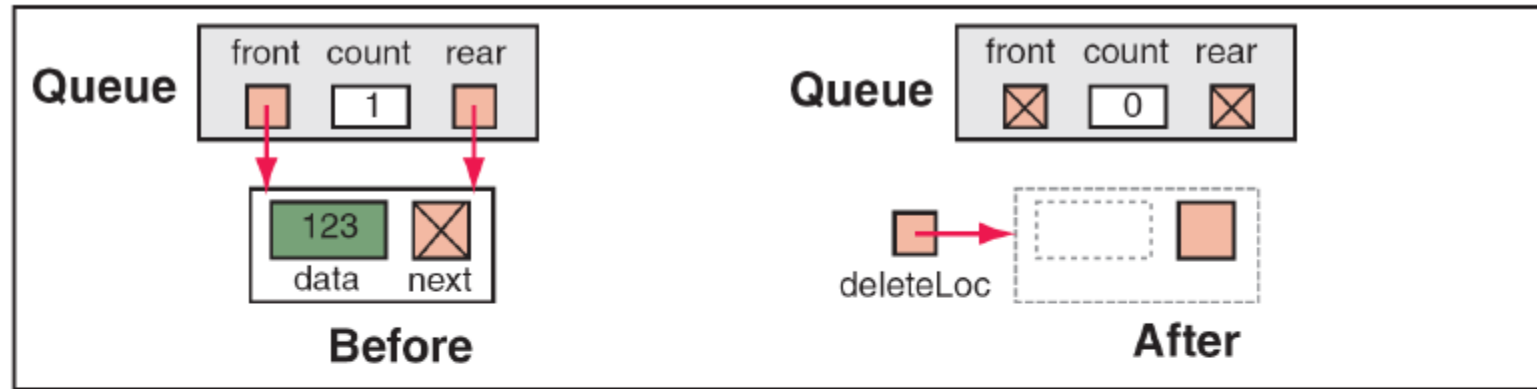 front count rear
Queue
1
123
data next
Before
front count rear
Queue
0
deleteLoc
After